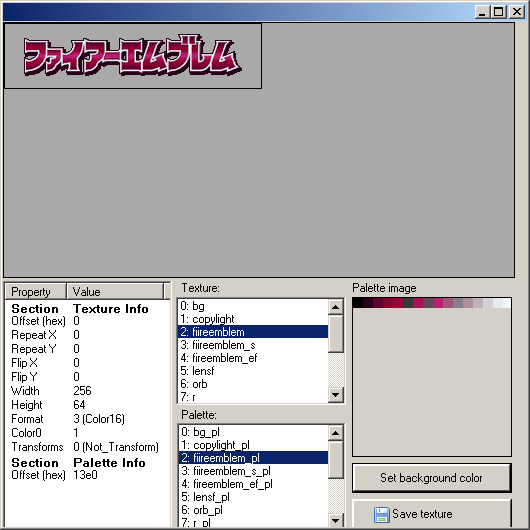 ファイアーエムブレム
Property Value
Section Texture Info
Offset (hex) 0
Repeat X 0
Repeat Y 0
Flip X 0
Flip Y 0
Width 256
Height 64
Format 3 (Color16)
Color0 1
Transforms 0 (Not_Transform)
Section Palette Info
Offset (hex) 13e0
Texture:
0: bg
1: copylight
2: fiireemblem
3: fiireemblem_s
4: fiireemblem_ef
5: lensf
6: orb
7: r
Palette:
0: bg_pl
1: copylight_pl
2: fiireemblem_pl
3: fiireemblem_s_pl
4: fiireemblem_ef_pl
5: lensf_pl
6: orb_pl
7: r_pl
Palette image
Set background color
Save texture